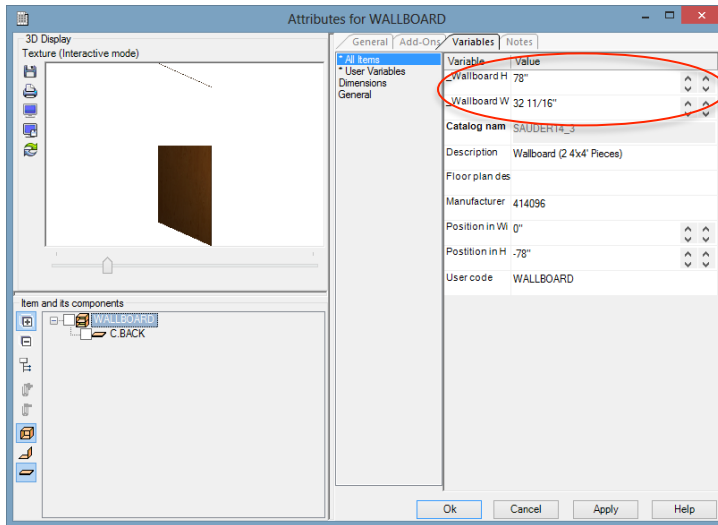 Attributes for WALLBOARD
3D Display
Texture (Interactive mode)
General
Add-Ons
Variables
Notes
* All Items
* User Variables
Dimensions
General
Variable Value
_Wallboard H 78"
_Wallboard W 32 11/16"
Catalog nam SAUDER14_3
Description Wallboard (2 4'x4' Pieces)
Floor plan des
Manufacturer 414096
Position in Wi 0"
Postition in H -78"
User code WALLBOARD
Item and its components
WALLBOARD
C.BACK
Ok
Cancel
Apply
Help